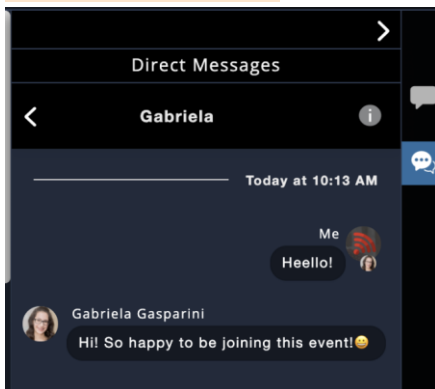 Direct Messages
Gabriela
Today at 10:13 AM
Me
Heello!
Gabriela Gasparini
Hi! So happy to be joining this event!😀